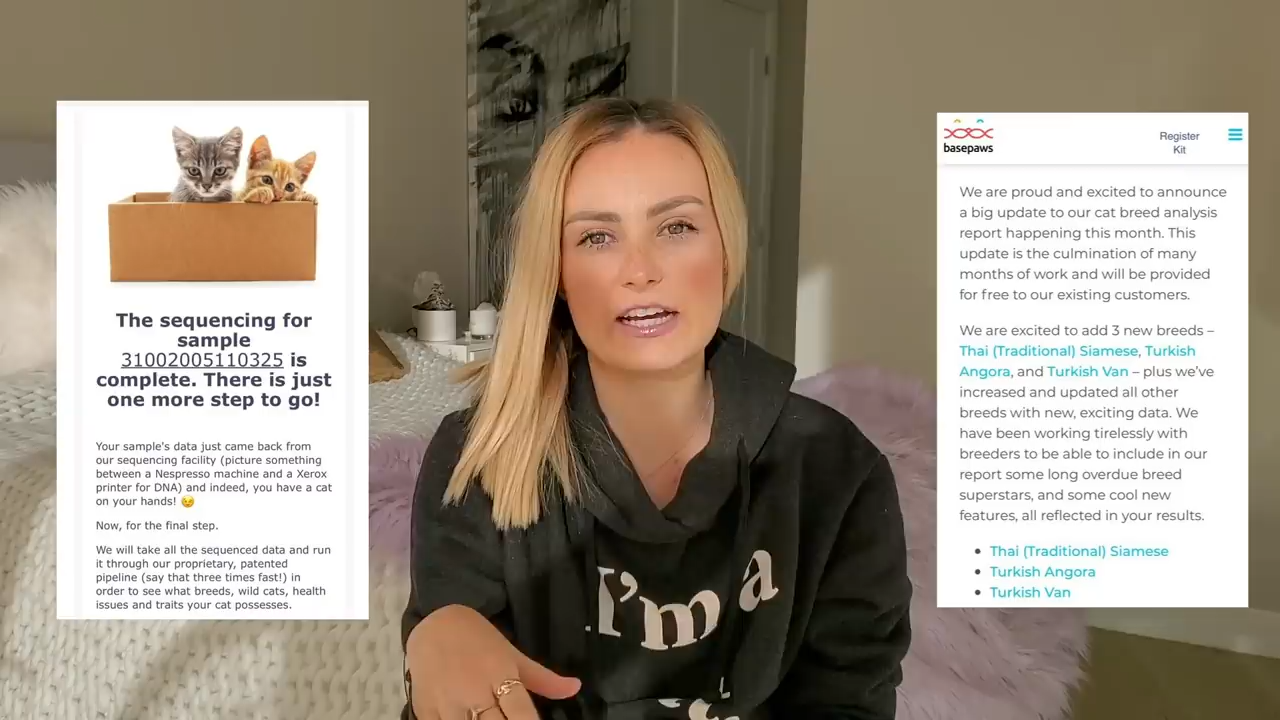 The sequencing for
sample
31002005110325 is
complete. There is just
one more step to go!
Your sample's data just came back from
our sequencing facility (picture something
between a Nespresso machine and a Xerox
printer for DNA) and indeed, you have a cat
on your hands! 😉
Now, for the final step.
We will take all the sequenced data and run
it through our proprietary, patented
pipeline (say that three times fast!) in
order to see what breeds, wild cats, health
issues and traits your cat possesses.
I'm a
basepaws
Register
Kit
We are proud and excited to announce
a big update to our cat breed analysis
report happening this month. This
update is the culmination of many
months of work and will be provided
for free to our existing customers.
We are excited to add 3 new breeds –
Thai (Traditional) Siamese, Turkish
Angora, and Turkish Van – plus we've
increased and updated all other
breeds with new, exciting data. We
have been working tirelessly with
breeders to be able to include in our
report some long overdue breed
superstars, and some cool new
features, all reflected in your results.
• Thai (Traditional) Siamese
• Turkish Angora
• Turkish Van